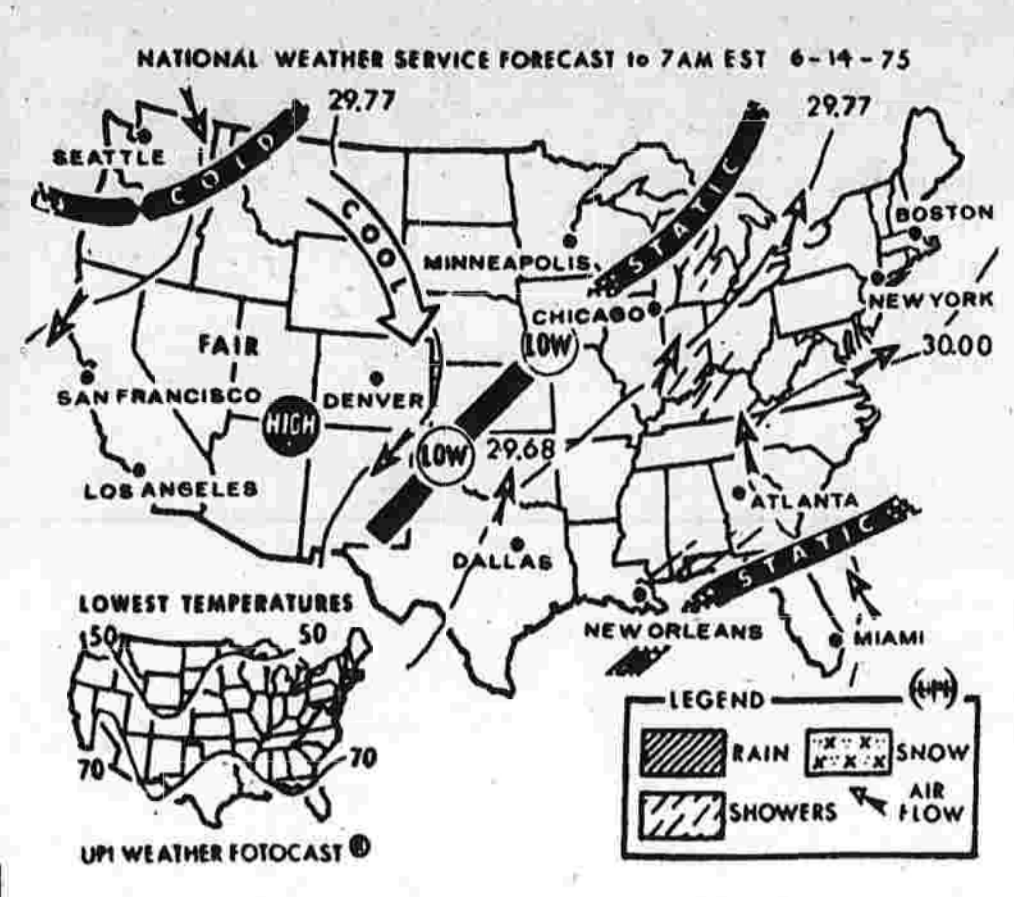 NATIONAL WEATHER SERVICE FORECAST to 7AM EST 6-14-75
29.77
29.77
SEATTLE
COLD
COOL
STATIC
BOSTON
MINNEAPOLIS
NEW YORK
CHICAGO
LOW
FAIR
30.00
SAN FRANCISCO
DENVER
HIGH
LOW
29.68
LOS ANGELES
ATLANTA
STATIC
DALLAS
LOWEST TEMPERATURES
50
50
NEW ORLEANS
MIAMI
70
70
LEGEND
UPI
RAIN
SNOW
SHOWERS
AIR
FLOW
UPI WEATHER FOTOCAST ®